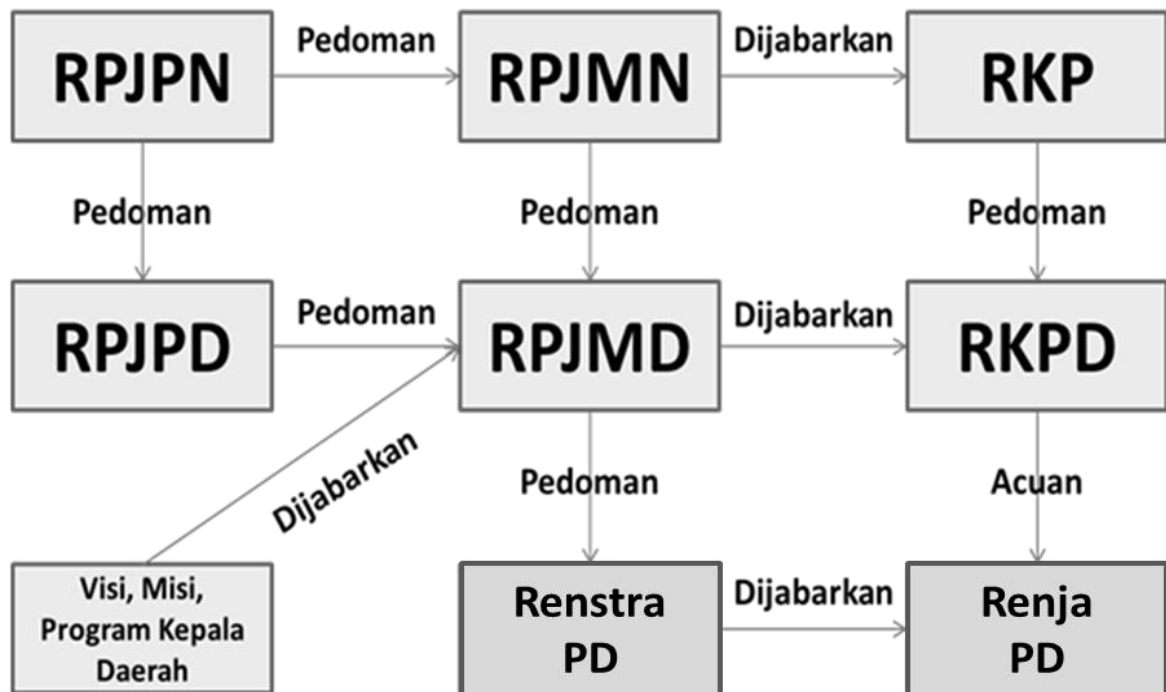 RPJPN
Pedoman
RPJMN
Dijabarkan
RKP
Pedoman
Pedoman
Pedoman
RPJPD
Pedoman
RPJMD
Dijabarkan
RKPD
Dijabarkan
Pedoman
Acuan
Visi, Misi,
Program Kepala
Daerah
Renstra
PD
Dijabarkan
Renja
PD